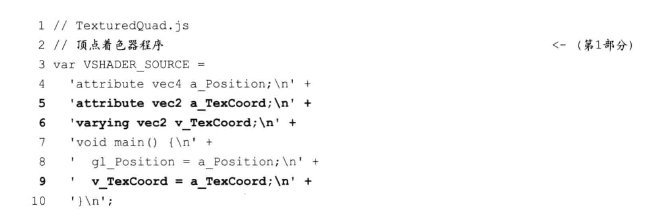 1 // TexturedQuad.js
2 // 顶点着色器程序 <- (第1部分)
3 var VSHADER_SOURCE =
4 'attribute vec4 a_Position;\n' +
5 'attribute vec2 a_TexCoord;\n' +
6 'varying vec2 v_TexCoord;\n' +
7 'void main() {\n' +
8 ' gl_Position = a_Position;\n' +
9 ' v_TexCoord = a_TexCoord;\n' +
10 '}\n';